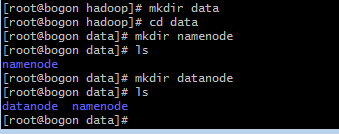 [root@bogon hadoop]# mkdir data
[root@bogon hadoop]# cd data
[root@bogon data]# mkdir namenode
[root@bogon data]# ls
namenode
[root@bogon data]# mkdir datanode
[root@bogon data]# ls
datanode  namenode
[root@bogon data]#